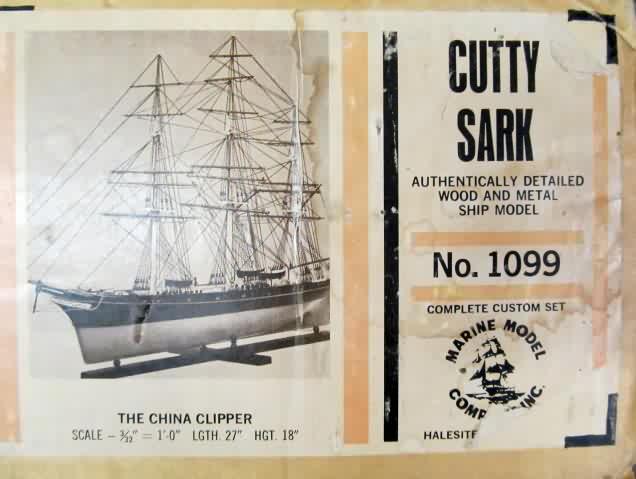 CUTTY
SARK
AUTHENTICALLY DETAILED
WOOD AND METAL
SHIP MODEL
No. 1099
COMPLETE CUSTOM SET
MARINE MODEL
INC.
HALESITE
THE CHINA CLIPPER
SCALE – 3/32" = 1'-0" LGTH. 27" HGT. 18"